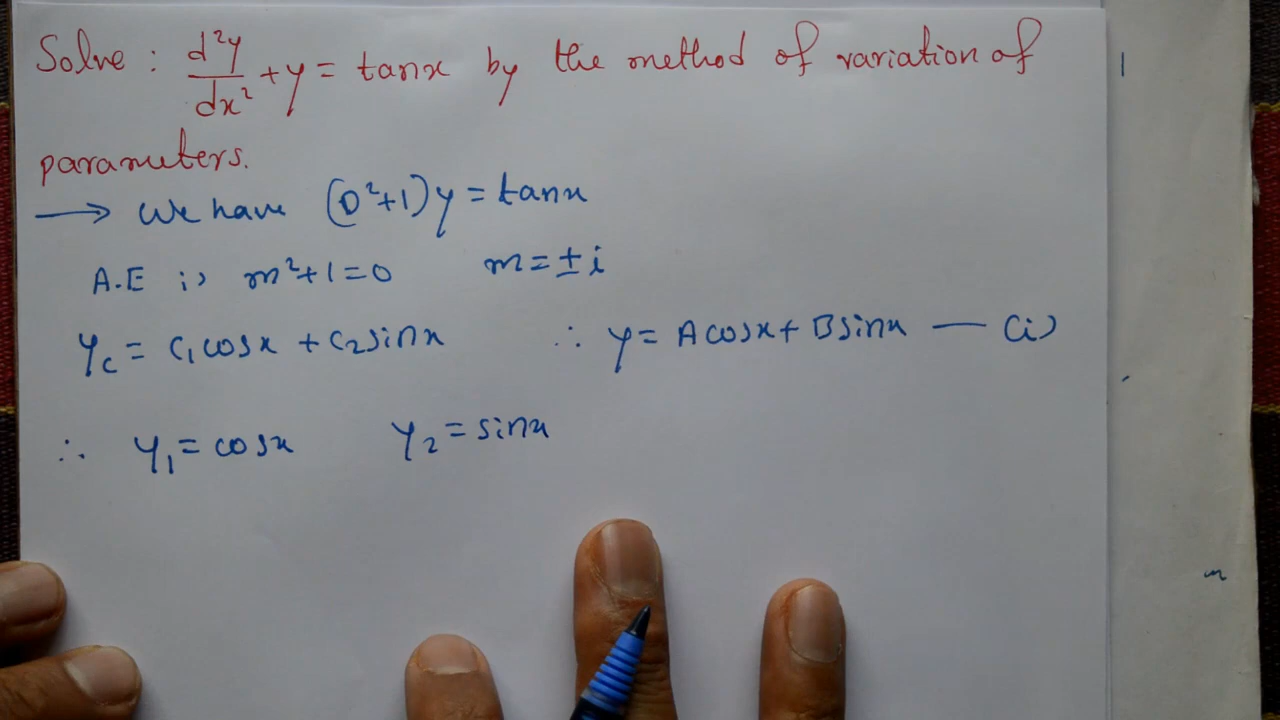 Solve : d²y/dx² + y = tanx by the method of variation of
parameters.
→ We have (D²+1)y = tanx
A.E is m²+1=0 m = ± i
y_c = C₁cosx + C₂sinx ∴ y = Acosx + Bsinx — (i)
∴ y₁ = cosx y₂ = sinx